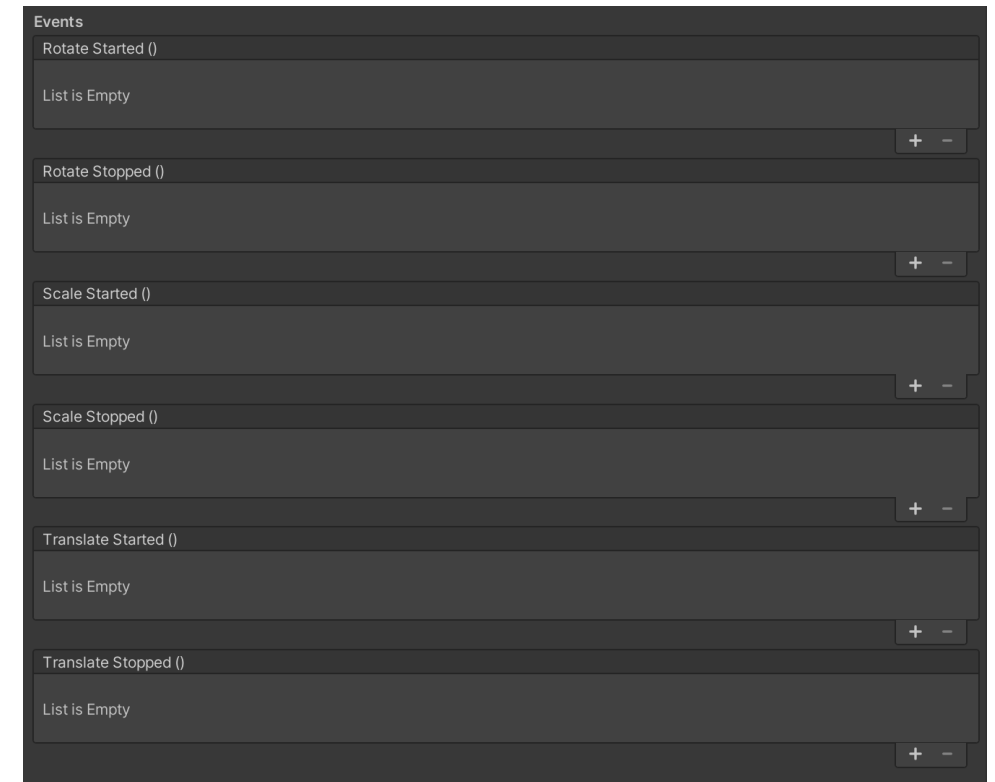 Events
Rotate Started ()
List is Empty
+ −
Rotate Stopped ()
List is Empty
+ −
Scale Started ()
List is Empty
+ −
Scale Stopped ()
List is Empty
+ −
Translate Started ()
List is Empty
+ −
Translate Stopped ()
List is Empty
+ −